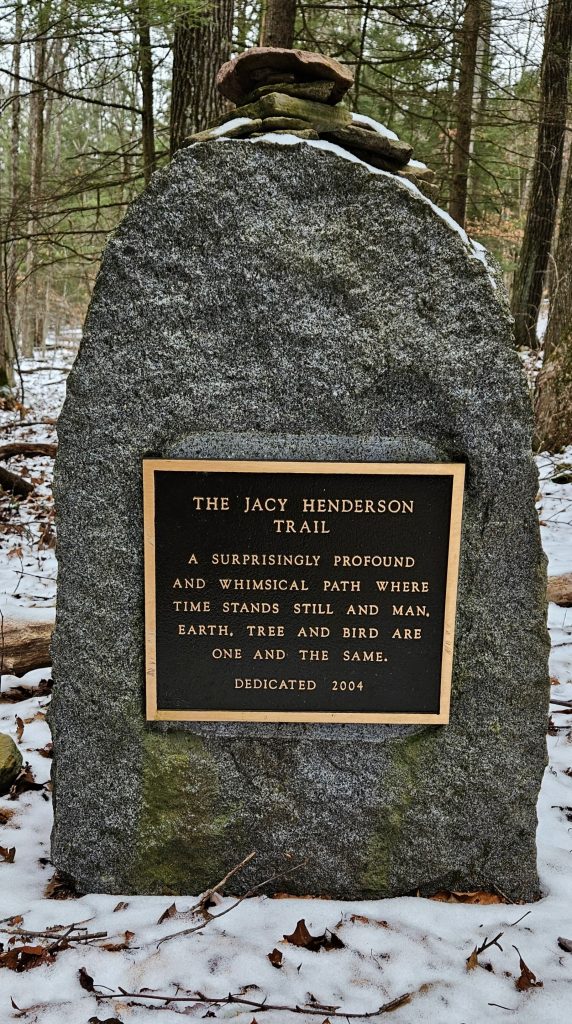 THE JACY HENDERSON
TRAIL
A SURPRISINGLY PROFOUND
AND WHIMSICAL PATH WHERE
TIME STANDS STILL AND MAN,
EARTH, TREE AND BIRD ARE
ONE AND THE SAME.
DEDICATED 2004